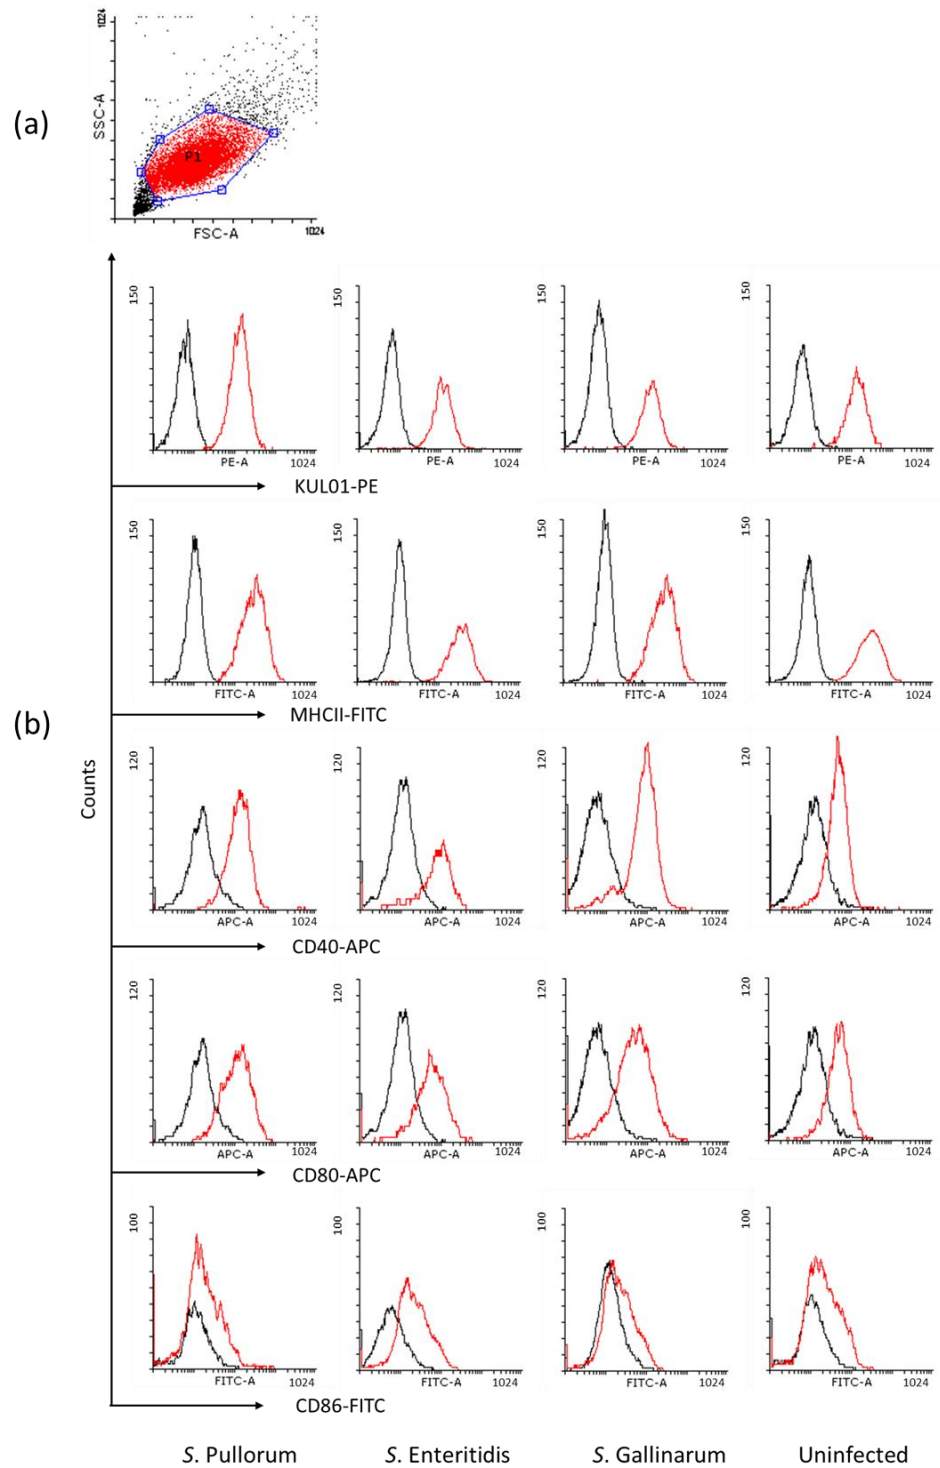 (a)
1024
SSC-A
P1
FSC-A
1024
(b)
Counts
150
150
150
150
PE-A 1024
PE-A 1024
PE-A 1024
PE-A 1024
KUL01-PE
150
150
150
150
FITC-A 1024
FITC-A 1024
FITC-A 1024
FITC-A 1024
MHCII-FITC
120
120
120
120
APC-A 1024
APC-A 1024
APC-A 1024
APC-A 1024
CD40-APC
120
120
120
120
APC-A 1024
APC-A 1024
APC-A 1024
APC-A 1024
CD80-APC
100
100
100
100
FITC-A 1024
FITC-A 1024
FITC-A 1024
FITC-A 1024
CD86-FITC
S. Pullorum
S. Enteritidis
S. Gallinarum
Uninfected